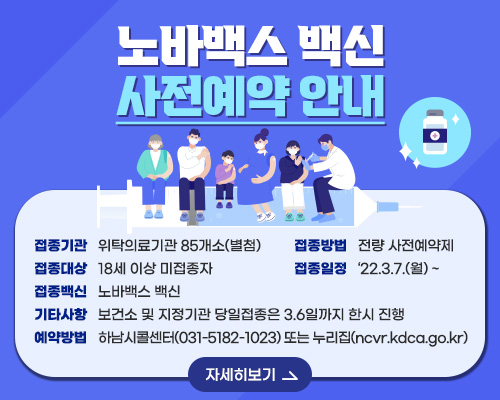 노바백스 백신
사전예약 안내
접종기관 위탁의료기관 85개소(별첨) 접종방법 전량 사전예약제
접종대상 18세 이상 미접종자 접종일정 ‘22.3.7.(월) ~
접종백신 노바백스 백신
기타사항 보건소 및 지정기관 당일접종은 3.6일까지 한시 진행
예약방법 하남시콜센터(031-5182-1023) 또는 누리집(ncvr.kdca.go.kr)
자세히보기